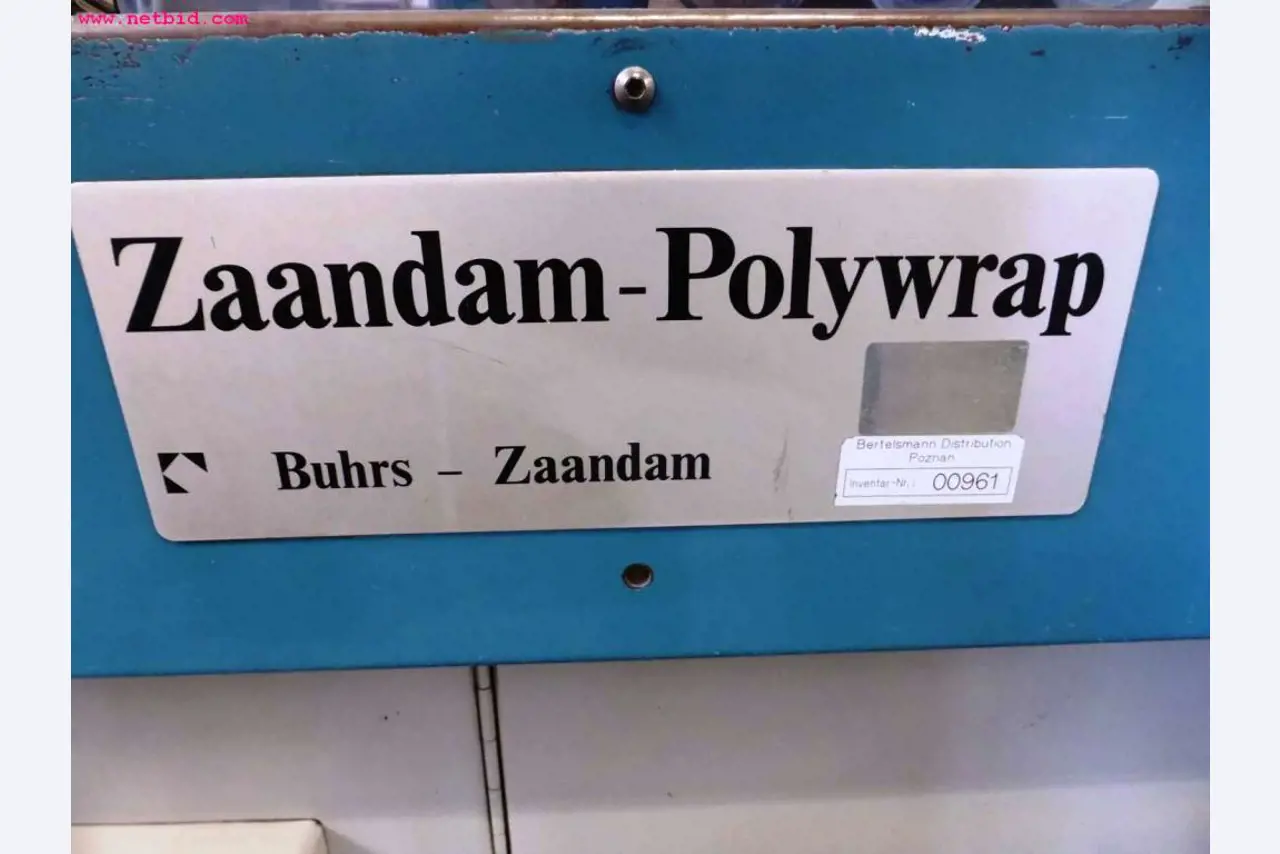 www.netbid.com
Zaandam-Polywrap
Buhrs - Zaandam
Bertelsmann Distribution
Poznan
Inventar-Nr.: 00961